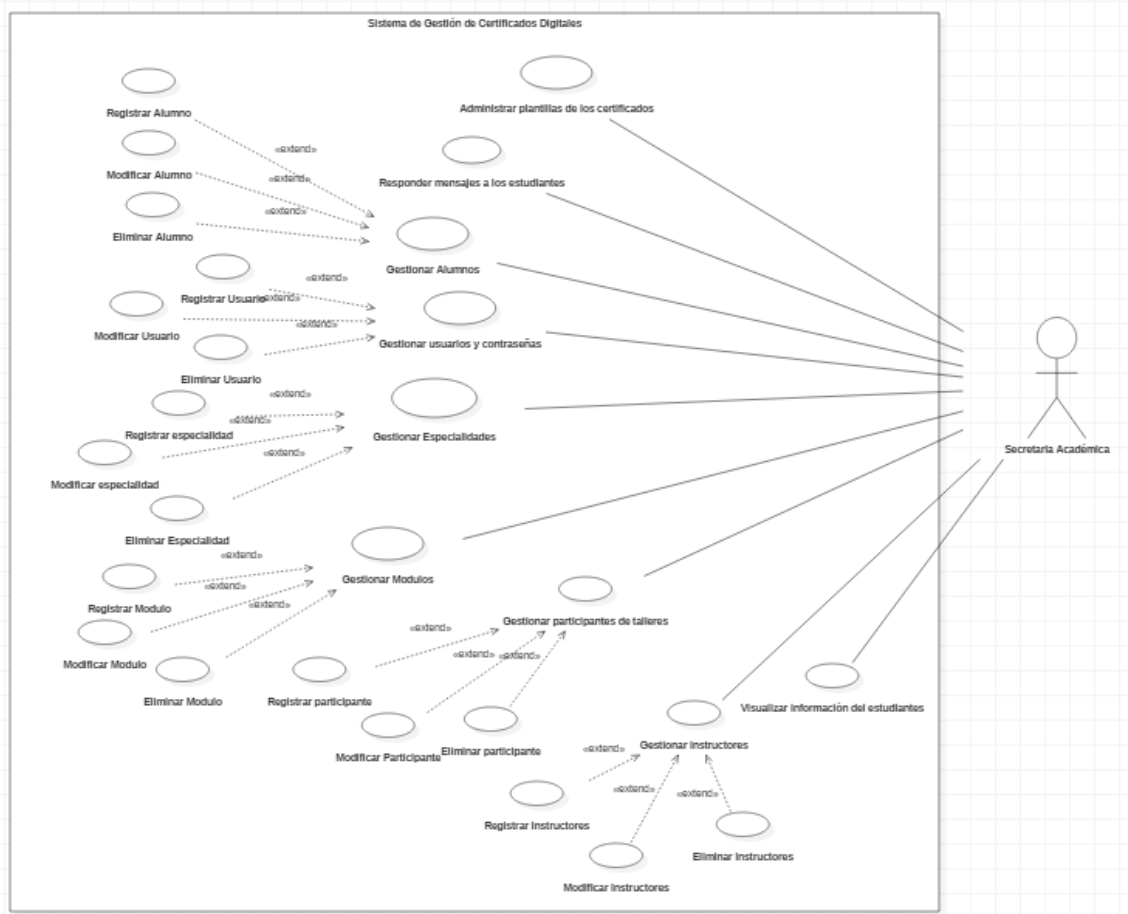 Sistema de Gestión de Certificados Digitales
Administrar plantillas de los certificados
Registrar Alumno
«extend»
Modificar Alumno
«extend»
Responder mensajes a los estudiantes
«extend»
Eliminar Alumno
Gestionar Alumnos
«extend»
Registrar Usuario
«extend»
«extend»
Modificar Usuario
Gestionar usuarios y contraseñas
Eliminar Usuario
«extend»
«extend»
Registrar especialidad
Gestionar Especialidades
Secretaria Académica
«extend»
Modificar especialidad
Eliminar Especialidad
«extend»
Gestionar Modulos
«extend»
«extend»
Registrar Modulo
Gestionar participantes de talleres
«extend»
Modificar Modulo
«extend»
«extend»
Eliminar Modulo
Registrar participante
Visualizar información del estudiantes
Modificar Participante
Eliminar participante
Gestionar Instructores
«extend»
«extend»
«extend»
Registrar Instructores
Eliminar Instructores
Modificar Instructores